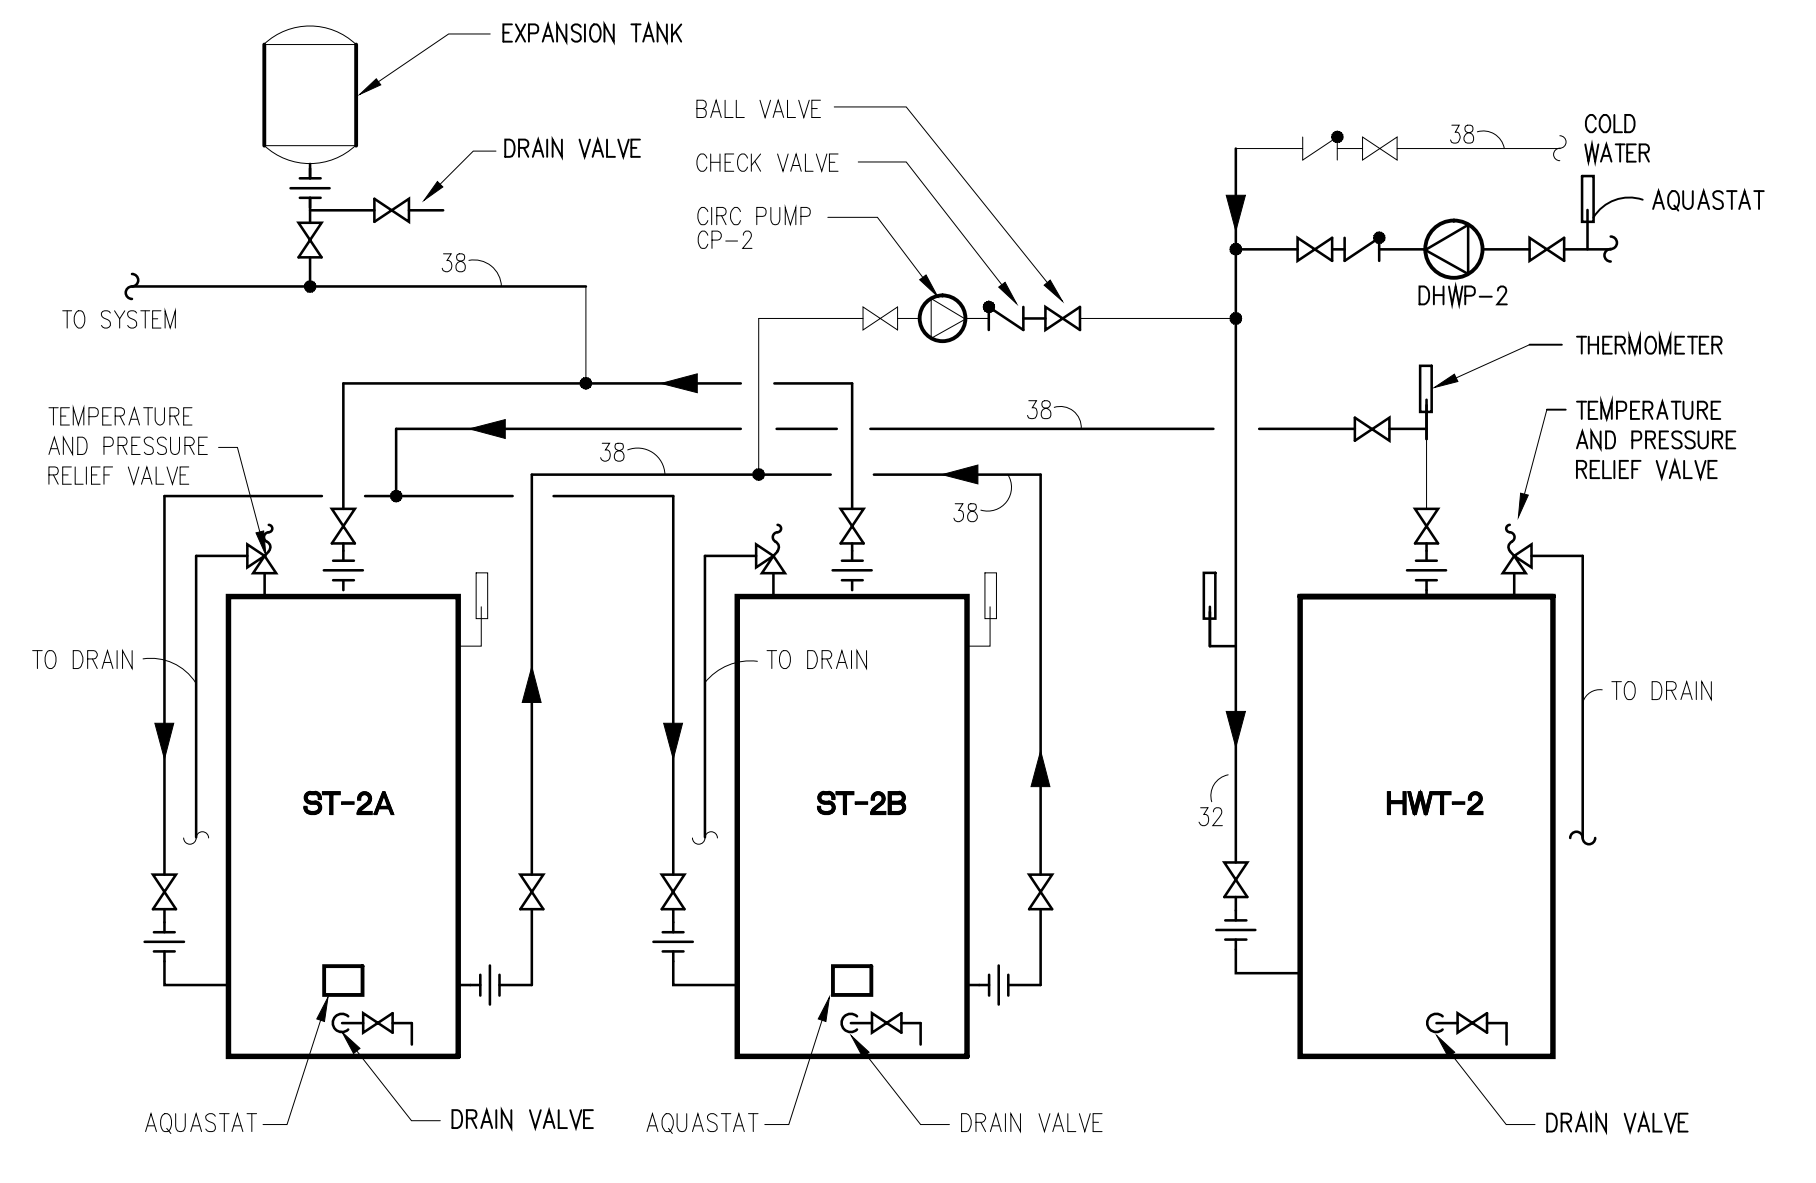 EXPANSION TANK
DRAIN VALVE
BALL VALVE
CHECK VALVE
CIRC PUMP
CP-2
38
COLD
WATER
AQUASTAT
DHWP-2
38
TO SYSTEM
THERMOMETER
TEMPERATURE
AND PRESSURE
RELIEF VALVE
38
38
38
TEMPERATURE
AND PRESSURE
RELIEF VALVE
TO DRAIN
TO DRAIN
TO DRAIN
ST-2A
ST-2B
32
HWT-2
AQUASTAT
DRAIN VALVE
AQUASTAT
DRAIN VALVE
DRAIN VALVE